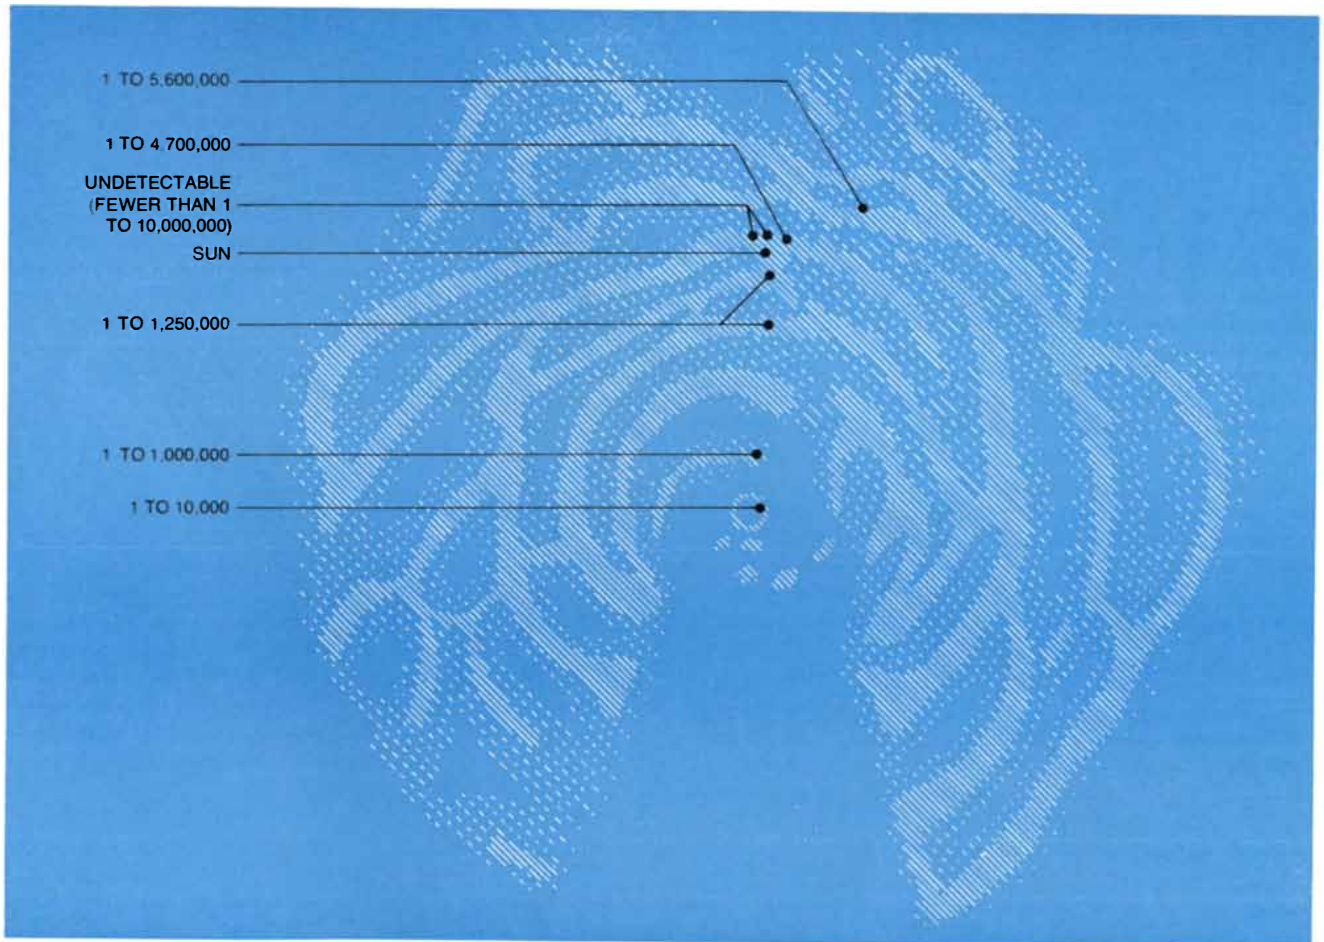 1 TO 5,600,000
1 TO 4 700,000
UNDETECTABLE
(FEWER THAN 1
TO 10,000,000)
SUN
1 TO 1,250,000
1 TO 1,000,000
1 TO 10,000